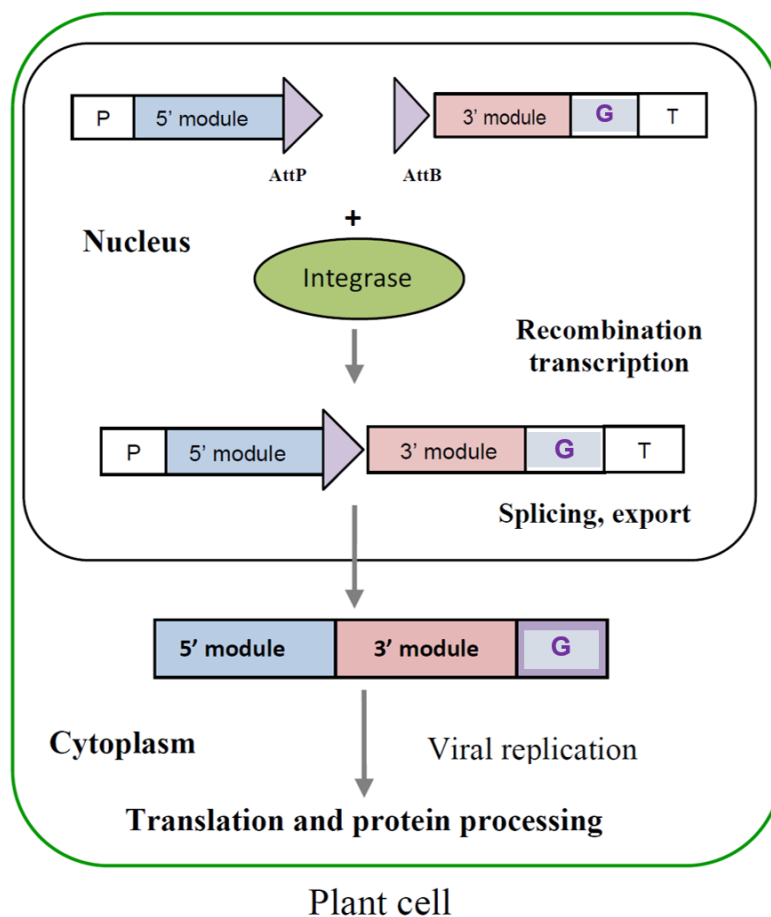 P 5’ module 3’ module G T
AttP AttB
+
Nucleus
Integrase
Recombination
transcription
P 5’ module 3’ module G T
Splicing, export
5’ module 3’ module G
Cytoplasm Viral replication
Translation and protein processing
Plant cell